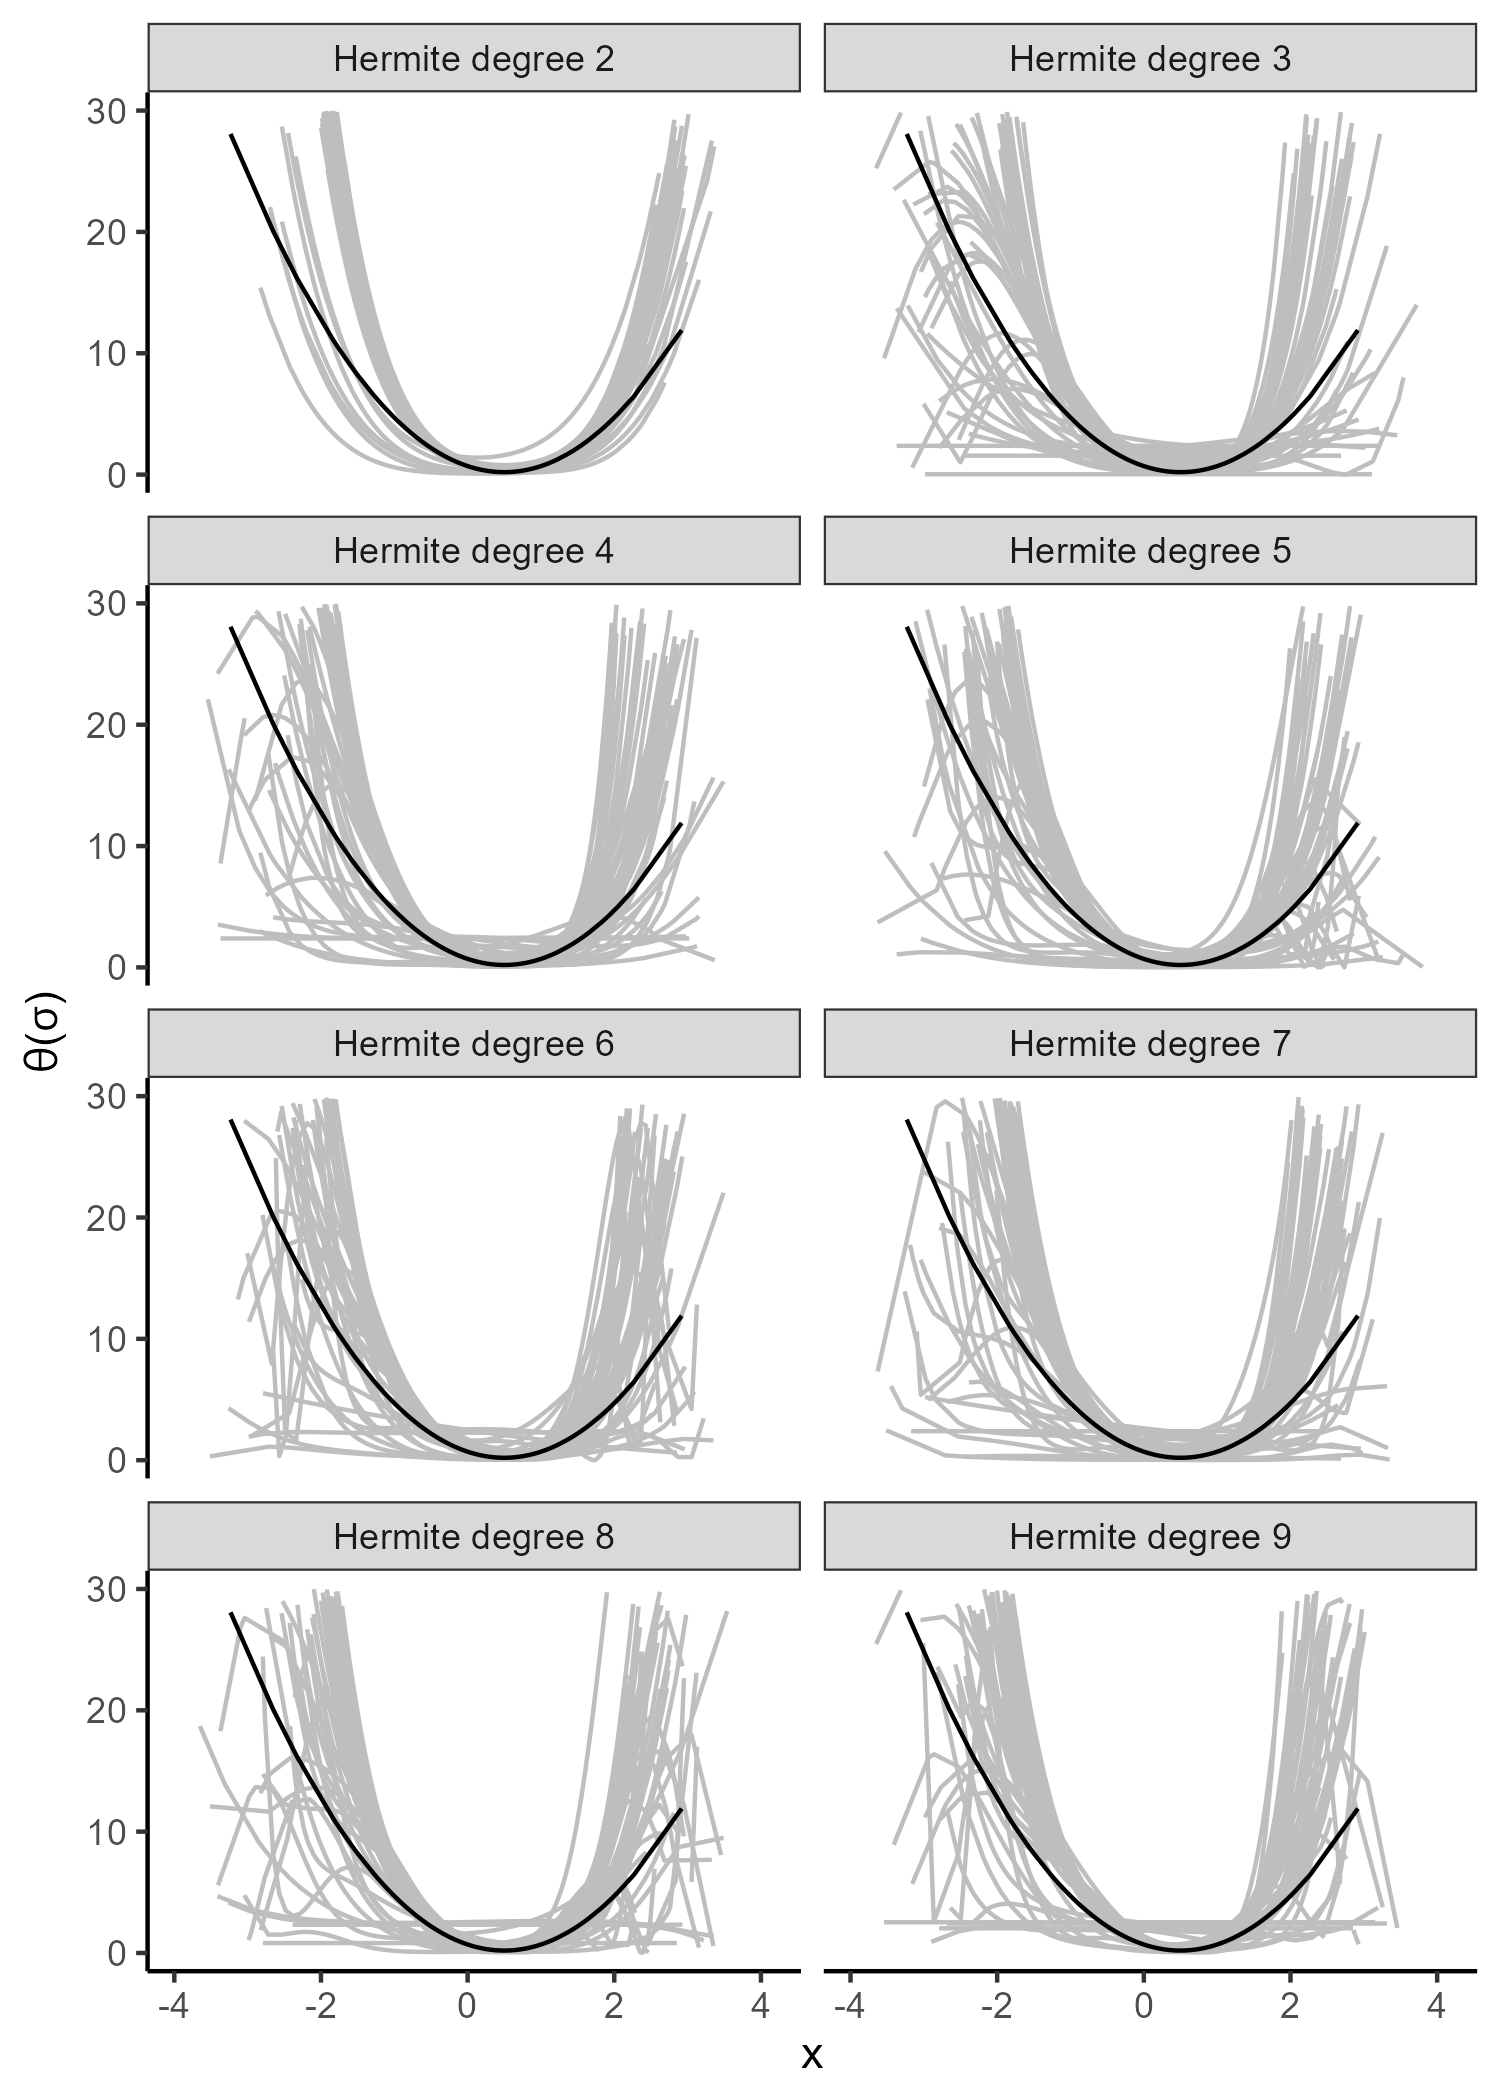 Hermite degree 2
Hermite degree 3
30
20
10
0
Hermite degree 4
Hermite degree 5
30
20
10
0
Hermite degree 6
Hermite degree 7
30
20
10
0
Hermite degree 8
Hermite degree 9
30
20
10
0
-4 -2 0 2 4
-4 -2 0 2 4
x
θ(σ)